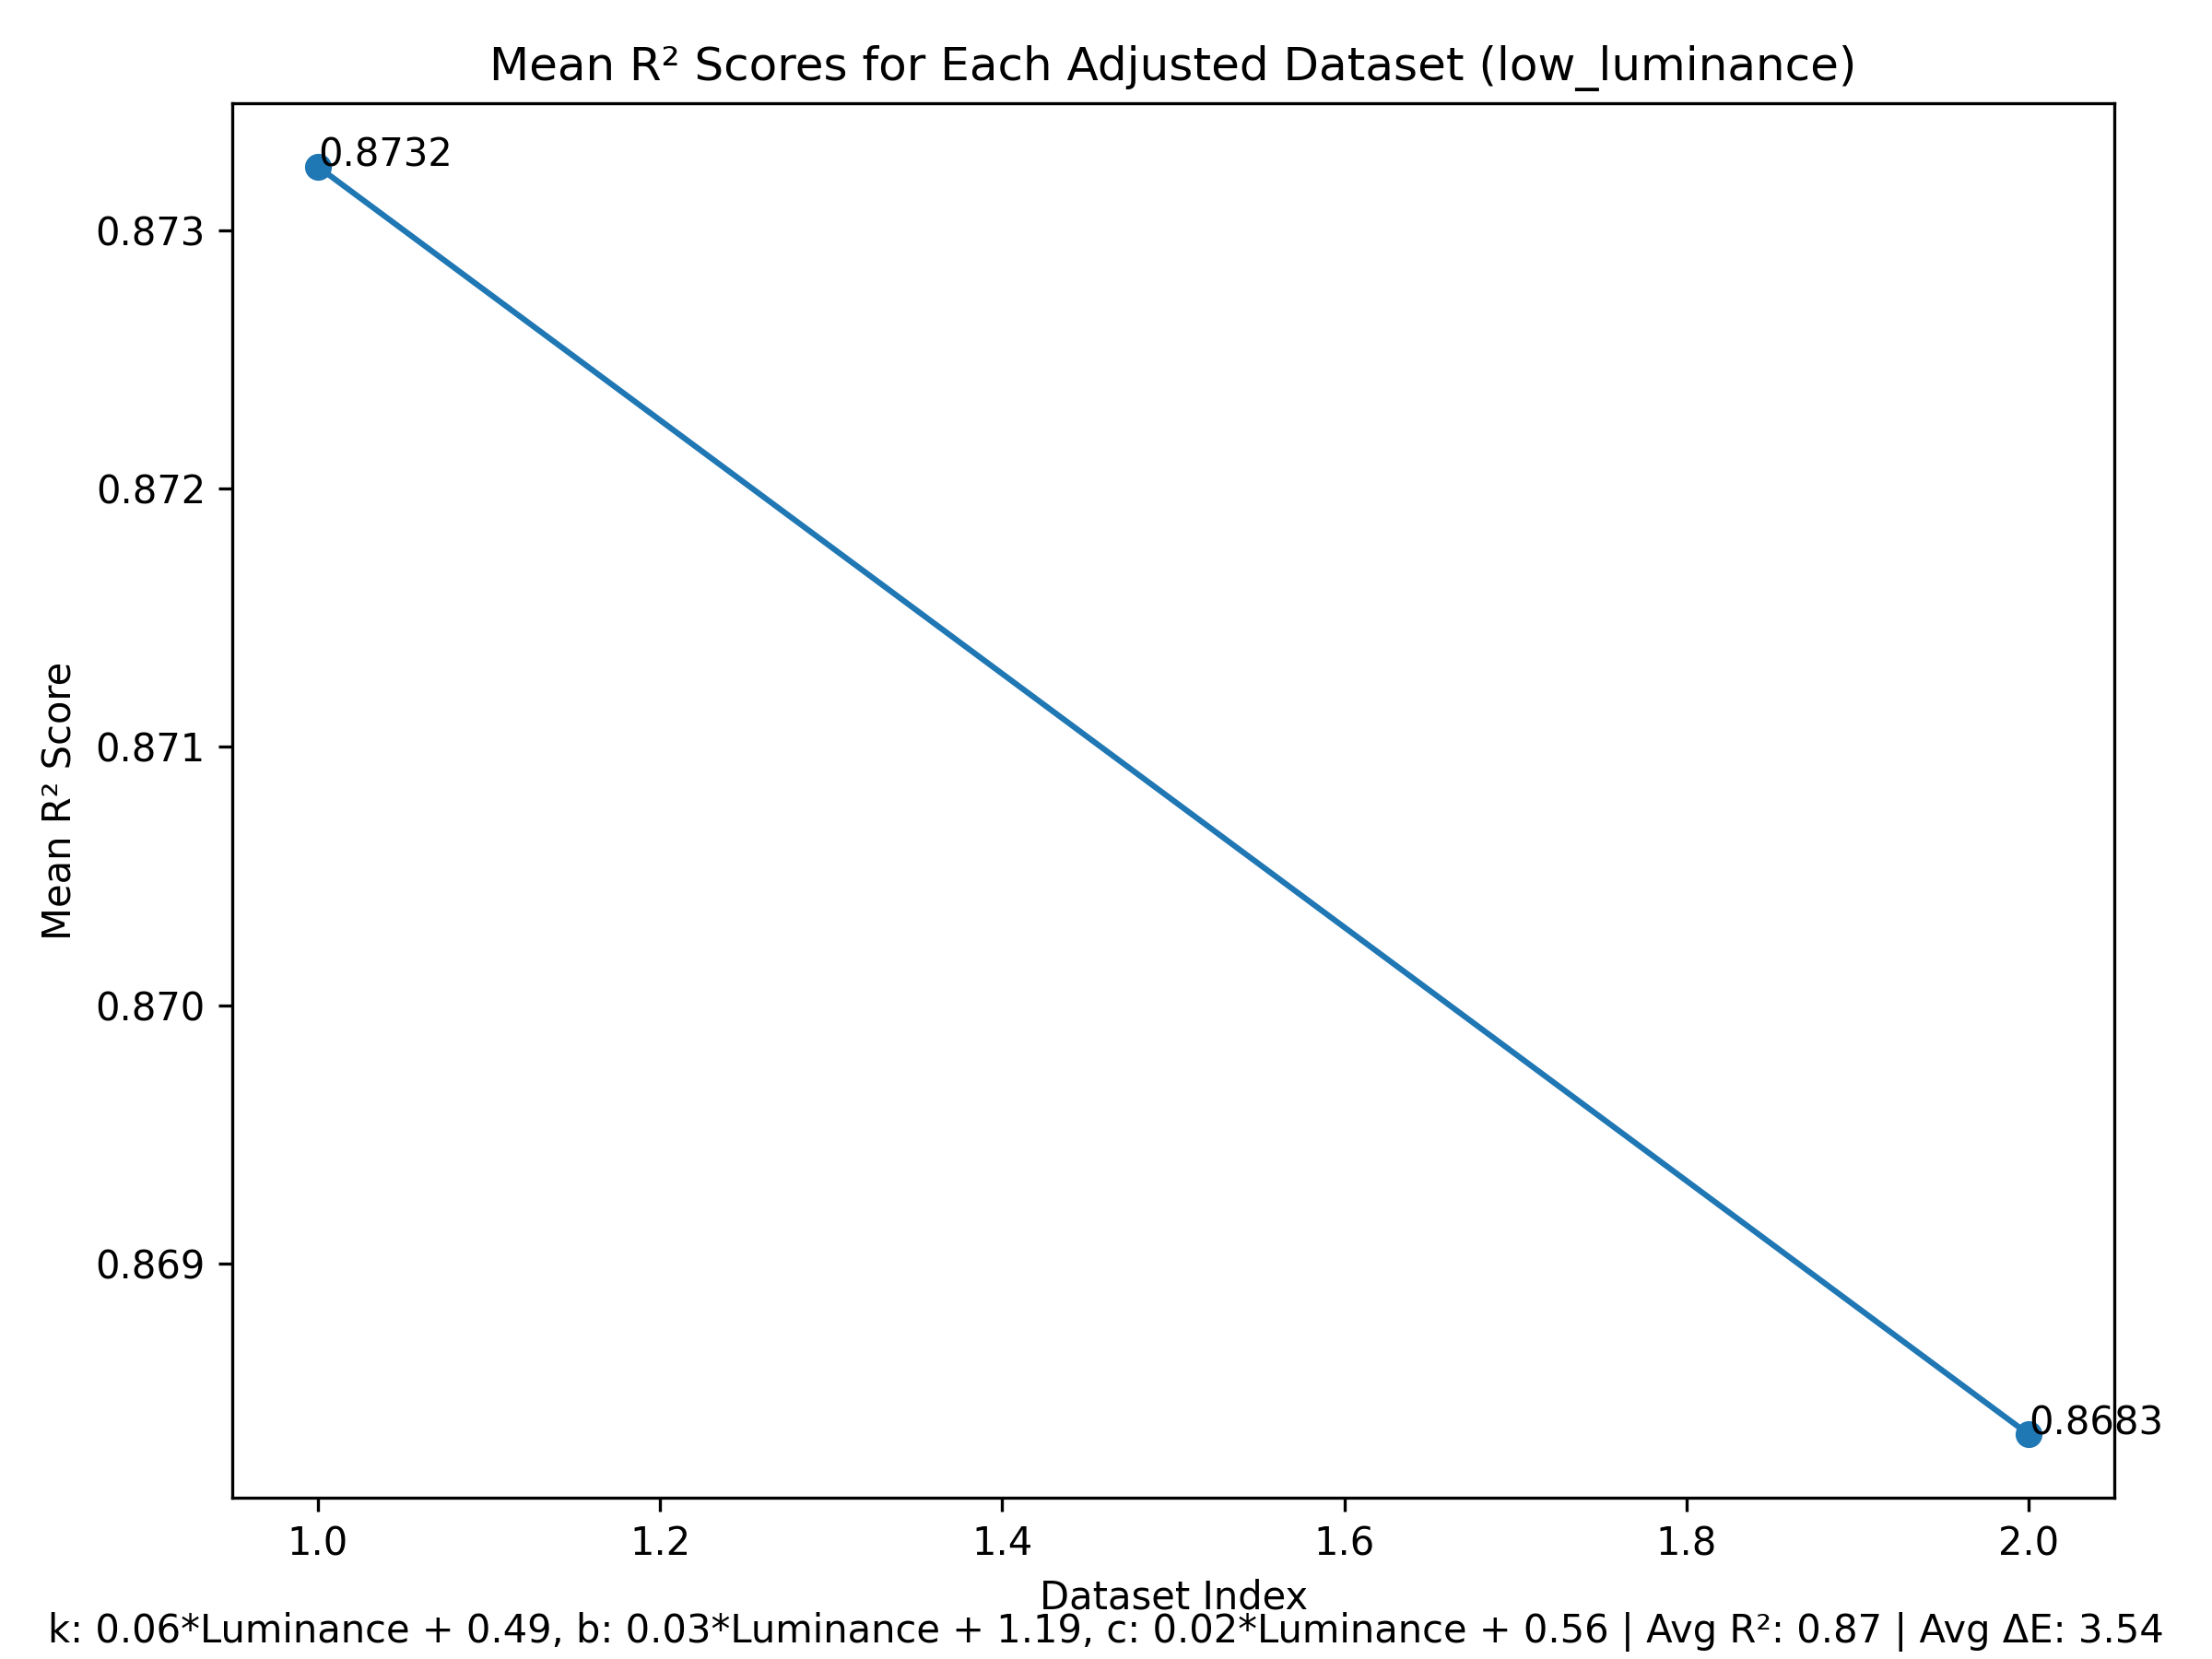 Mean R² Scores for Each Adjusted Dataset (low_luminance)
0.8732
0.873
0.872
0.871
0.870
0.869
Mean R² Score
0.8683
1.0 1.2 1.4 1.6 1.8 2.0
Dataset Index
k: 0.06*Luminance + 0.49, b: 0.03*Luminance + 1.19, c: 0.02*Luminance + 0.56 | Avg R²: 0.87 | Avg ΔE: 3.54